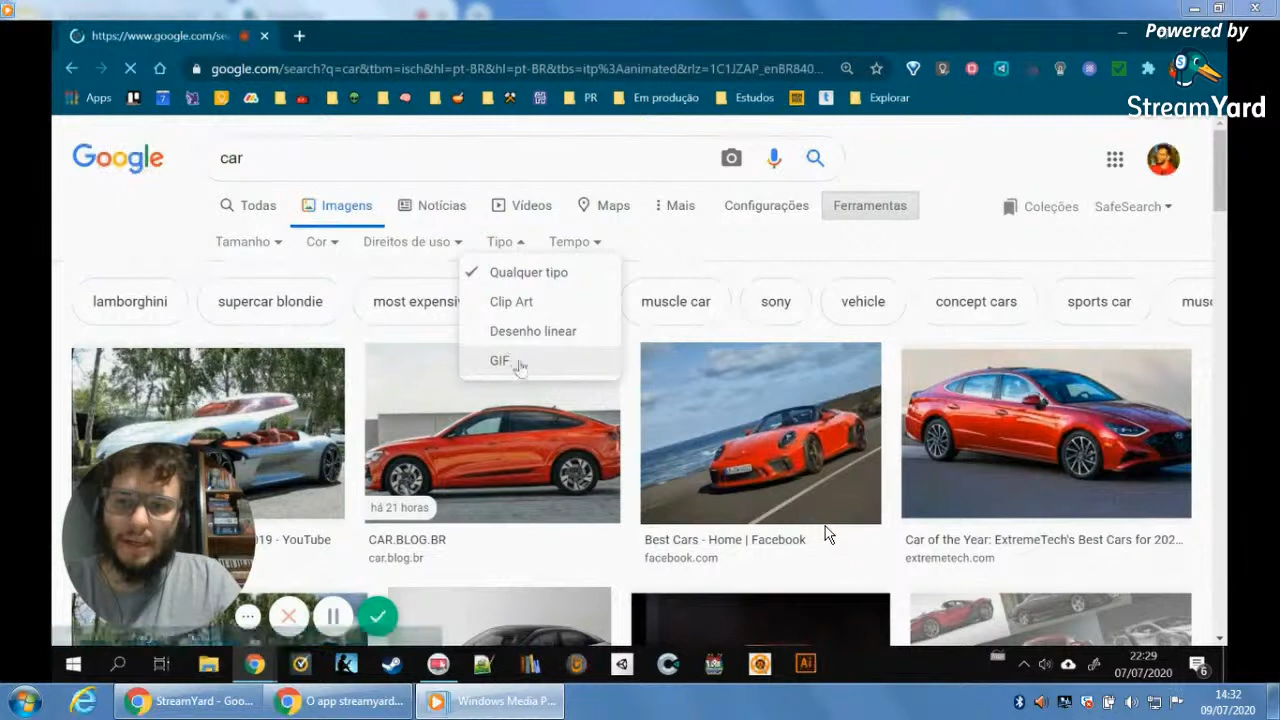 Powered by
StreamYard
https://www.google.com/se
google.com/search?q=car&tbm=isch&hl=pt-BR&hl=pt-BR&tbs=itp%3Aanimated&rlz=1C1JZAP_enBR840...
Apps
PR
Em produção
Estudos
Explorar
Google
car
Todas
Imagens
Notícias
Vídeos
Maps
Mais
Configurações
Ferramentas
Coleções
SafeSearch
Tamanho
Cor
Direitos de uso
Tipo
Tempo
Qualquer tipo
Clip Art
Desenho linear
GIF
lamborghini
supercar blondie
most expensi
muscle car
sony
vehicle
concept cars
sports car
musc
há 21 horas
2019 - YouTube
CAR.BLOG.BR
car.blog.br
Best Cars - Home | Facebook
facebook.com
Car of the Year: ExtremeTech's Best Cars for 202...
extremetech.com
22:29
07/07/2020
6
StreamYard - Goo...
O app streamyard...
Windows Media P...
14:32
09/07/2020